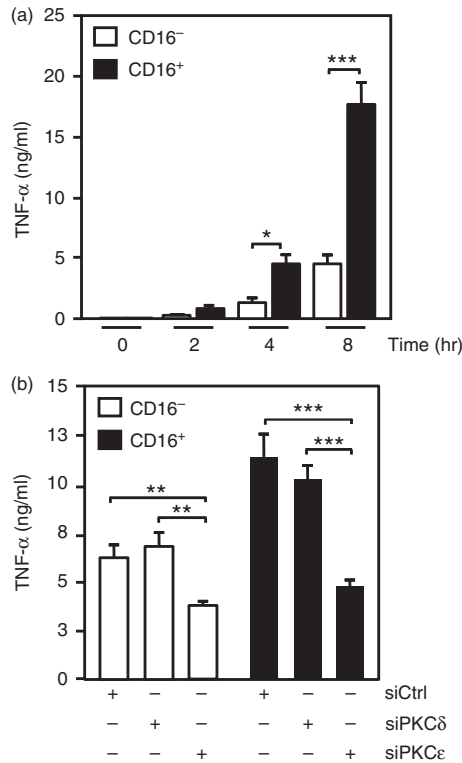 (a)
25
20
15
10
5
0
TNF-α (ng/ml)
CD16⁻
CD16⁺
*
***
0 2 4 8 Time (hr)
(b)
15
13
10
8
5
3
0
TNF-α (ng/ml)
CD16⁻
CD16⁺
**
**
***
***
+ − − + − − siCtrl
− + − − + − siPKCδ
− − + − − + siPKCε